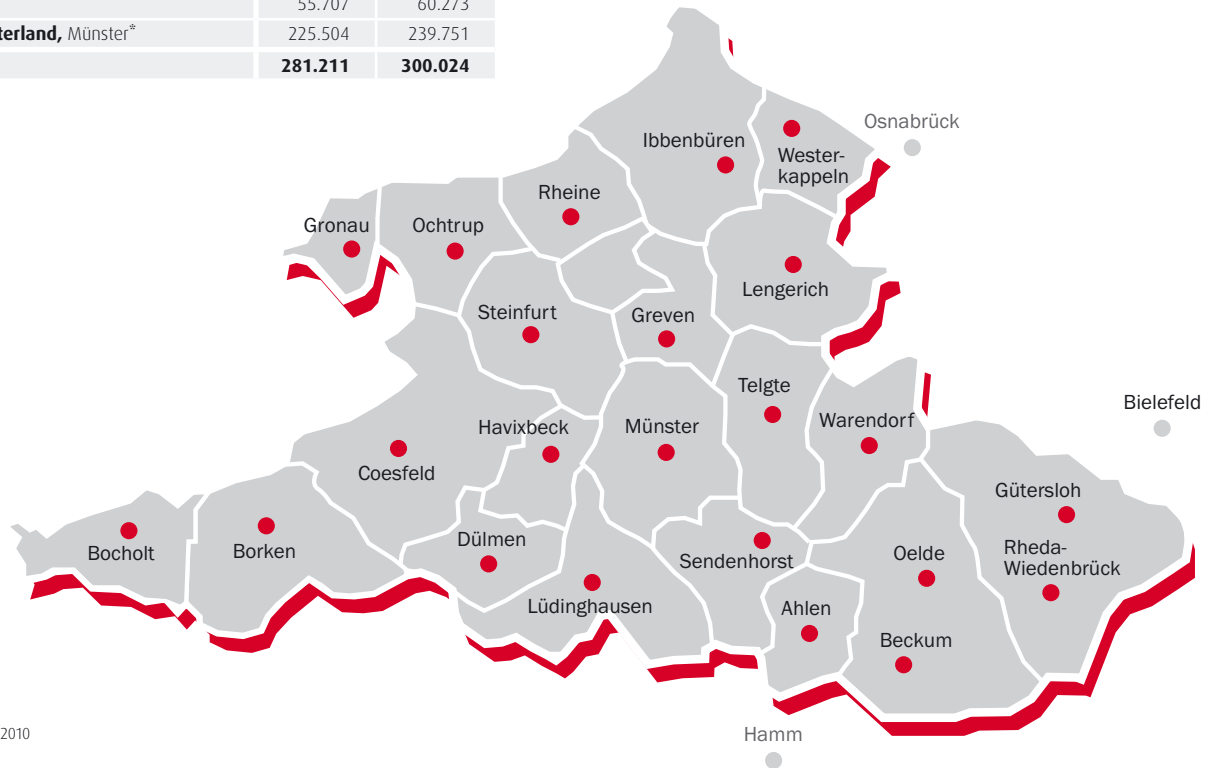 55.707 60.273
terland, Münster* 225.504 239.751
281.211 300.024
Osnabrück
Ibbenbüren
Wester-
kappeln
Rheine
Gronau
Ochtrup
Lengerich
Steinfurt
Greven
Telgte
Bielefeld
Warendorf
Havixbeck
Münster
Coesfeld
Gütersloh
Bocholt
Borken
Dülmen
Sendenhorst
Oelde
Rheda-
Wiedenbrück
Lüdinghausen
Ahlen
Beckum
2010
Hamm